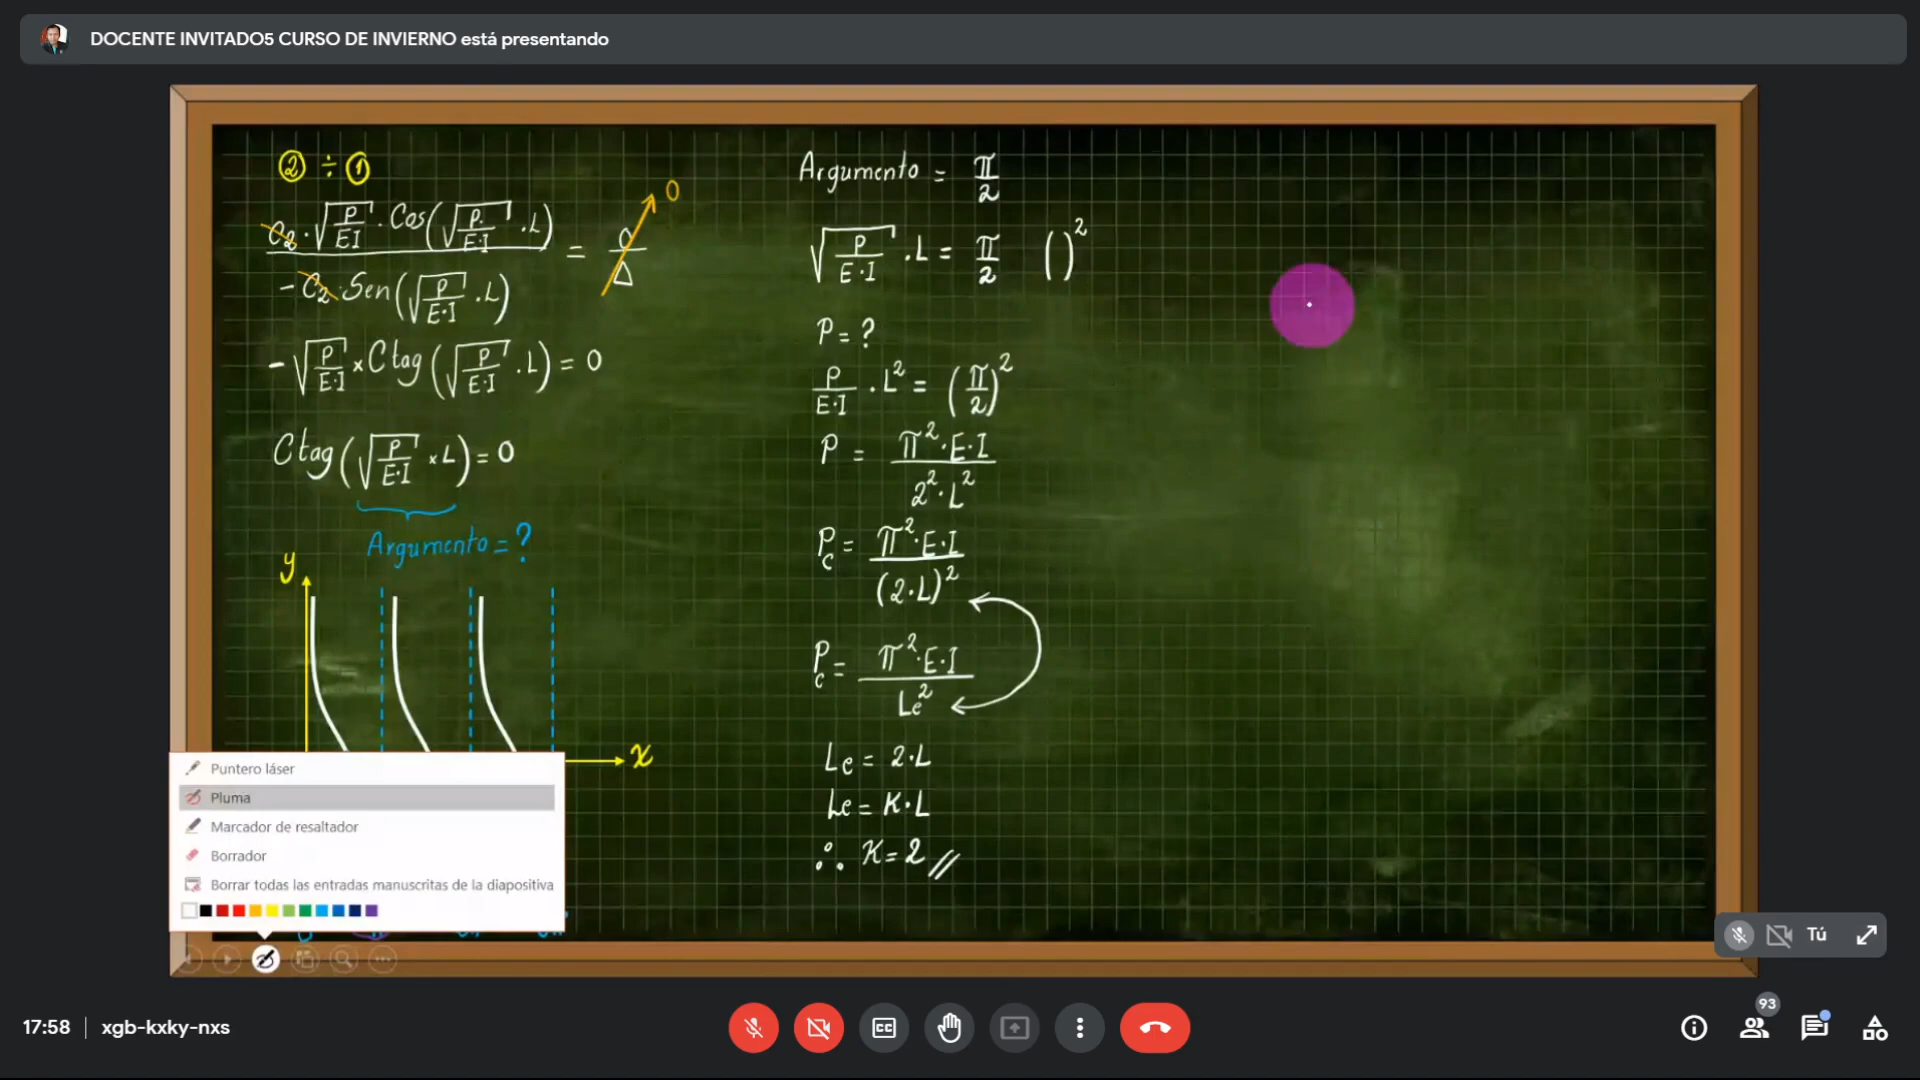 DOCENTE INVITADO5 CURSO DE INVIERNO está presentando
② ÷ ①
C₂ · √(P/EI) · Cos(√(P/E·I) · L) / -C₂ · Sen(√(P/E·I) · L) = 0/Δ 0
-√(P/E·I) × Ctag(√(P/E·I) · L) = 0
Ctag(√(P/E·I) × L) = 0
Argumento = ?
y
x
Argumento = π/2
√(P/E·I) · L = π/2 ( )²
P = ?
P/E·I · L² = (π/2)²
P = π²·E·I / 2²·L²
Pc = π²·E·I / (2·L)²
Pc = π²·E·I / Le²
Le = 2·L
Le = K·L
∴ K = 2 //
Puntero láser
Pluma
Marcador de resaltador
Borrador
Borrar todas las entradas manuscritas de la diapositiva
Tú
17:58 | xgb-kxky-nxs
CC
93